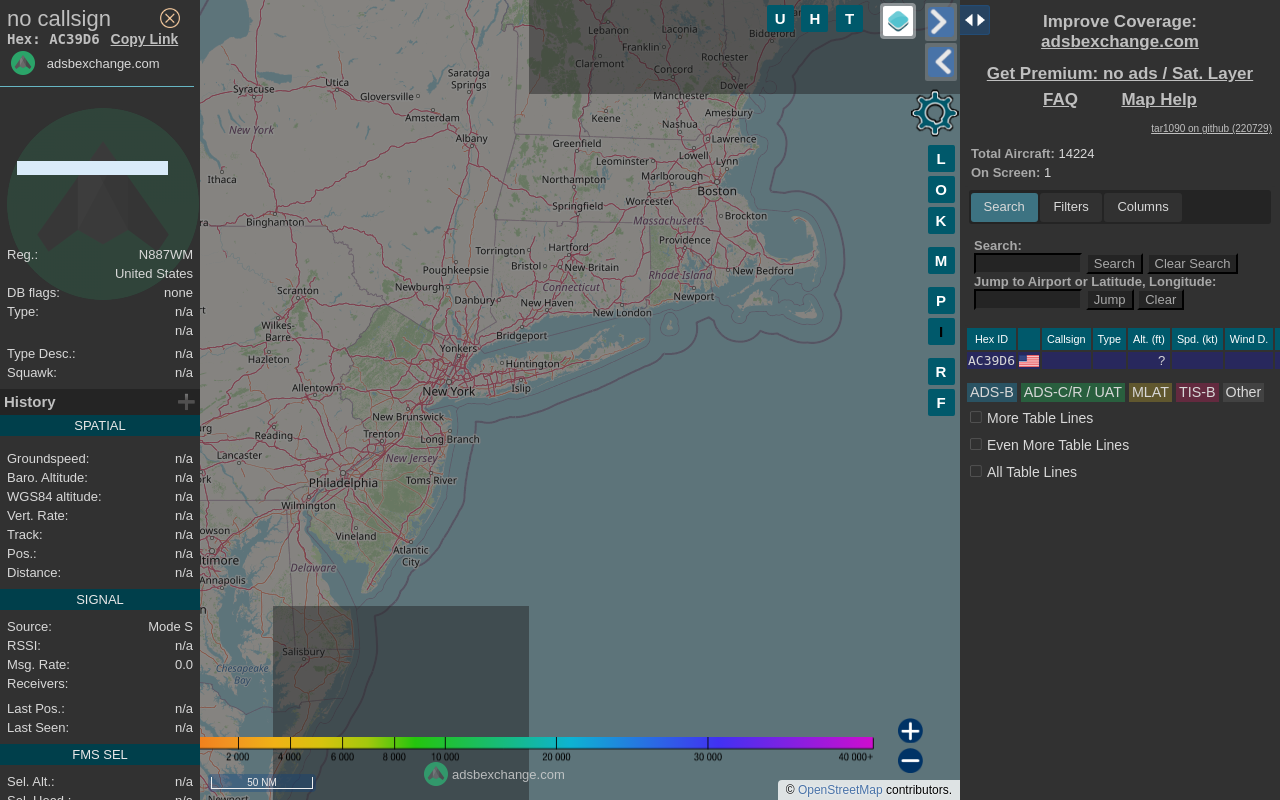 no callsign
Hex: AC39D6 Copy Link
adsbexchange.com
Reg.: N887WM
United States
DB flags: none
Type: n/a
n/a
Type Desc.: n/a
Squawk: n/a
History
SPATIAL
Groundspeed: n/a
Baro. Altitude: n/a
WGS84 altitude: n/a
Vert. Rate: n/a
Track: n/a
Pos.: n/a
Distance: n/a
SIGNAL
Source: Mode S
RSSI: n/a
Msg. Rate: 0.0
Receivers:
Last Pos.: n/a
Last Seen: n/a
FMS SEL
Sel. Alt.: n/a
Sel. Head.: n/a
U H T
Lebanon
Laconia
Biddeford
Franklin
Claremont
Rochester
Concord
Dover
Manchester
Utica
Saratoga
Springs
Syracuse
Gloversville
Amsterdam
Keene
Amesbury
Nashua
New York
Albany
Greenfield
Lawrence
Lowell
Leominster
Lynn
Ithaca
Northampton
Marlborough
Boston
Springfield
Worcester
Binghamton
Massachusetts
Brockton
Providence
Torrington
Hartford
Bristol
New Britain
Poughkeepsie
Rhode Island
New Bedford
Newburgh
Connecticut
Scranton
Danbury
New Haven
New London
Newport
Wilkes-
Barre
Bridgeport
Yonkers
Hazleton
Huntington
Allentown
New York
Islip
New Brunswick
Reading
Trenton
Long Branch
Lancaster
New Jersey
Philadelphia
Toms River
Wilmington
Vineland
Atlantic
City
Delaware
Annapolis
Salisbury
Chesapeake
Bay
Newport
L
O
K
M
P
I
R
F
2 000 4 000 6 000 8 000 10 000 20 000 30 000 40 000+
adsbexchange.com
50 NM
© OpenStreetMap contributors.
Improve Coverage:
adsbexchange.com
Get Premium: no ads / Sat. Layer
FAQ Map Help
tar1090 on github (220729)
Total Aircraft: 14224
On Screen: 1
Search Filters Columns
Search:
Search Clear Search
Jump to Airport or Latitude, Longitude:
Jump Clear
Hex ID Callsign Type Alt. (ft) Spd. (kt) Wind D.
AC39D6 ?
ADS-B ADS-C/R / UAT MLAT TIS-B Other
More Table Lines
Even More Table Lines
All Table Lines